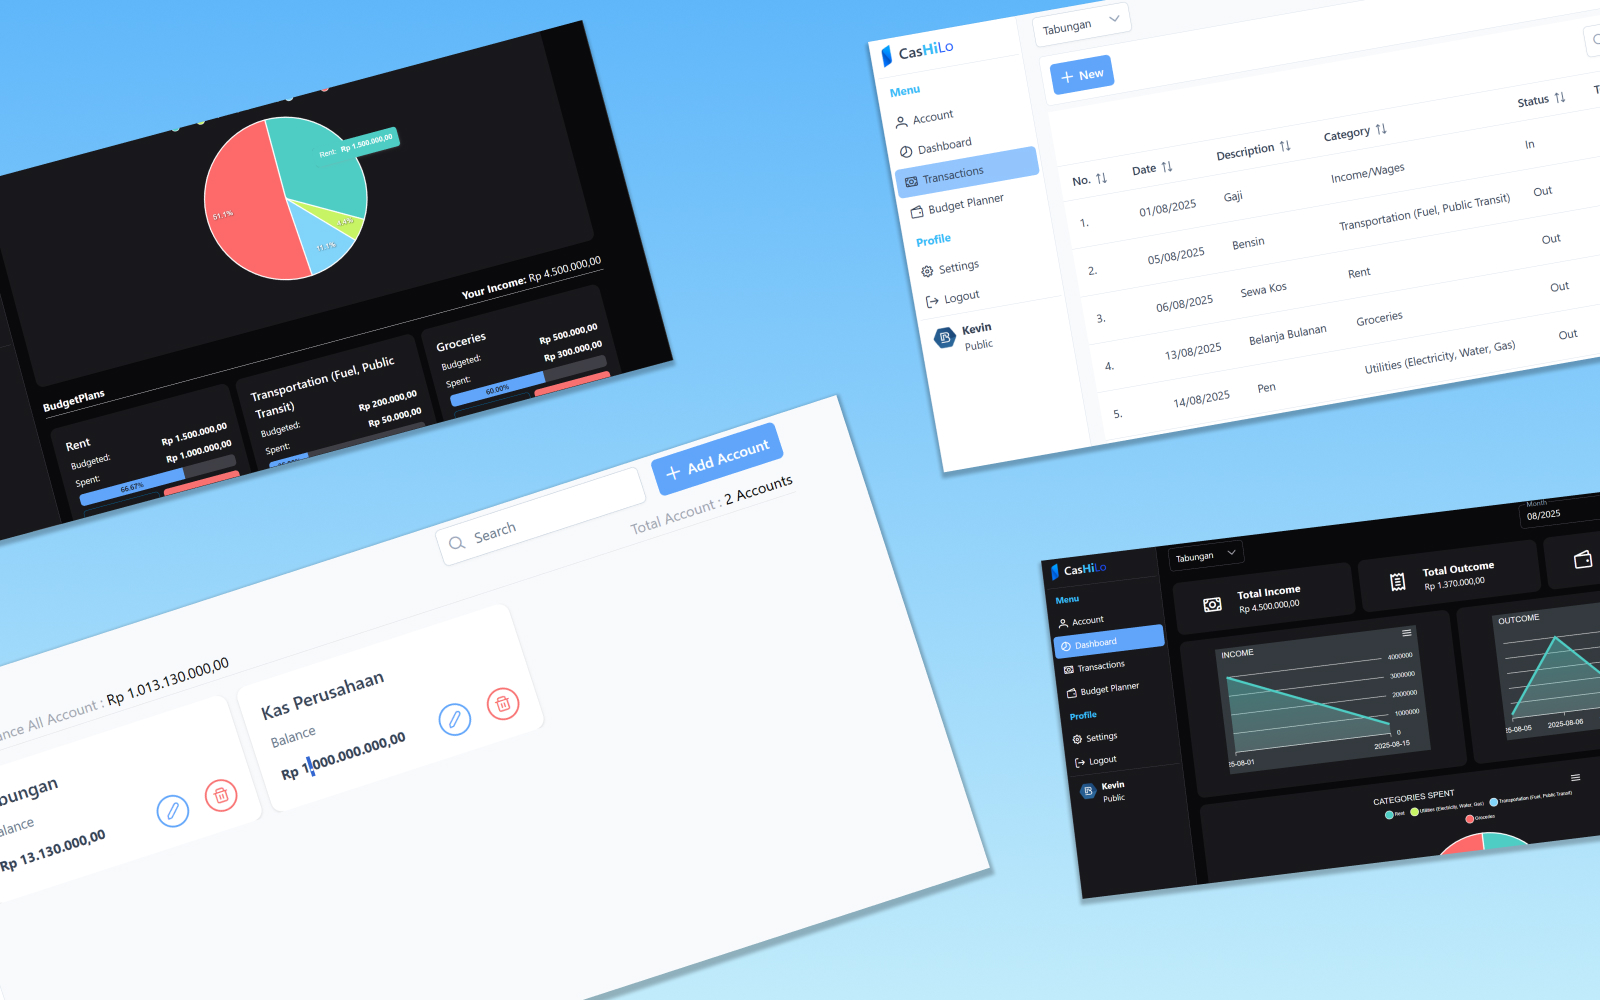 Rent: Rp 1.500.000,00
51.1%
4.4%
11.1%
Your Income: Rp 4.500.000,00
BudgetPlans
Rent
Budgeted: Rp 1.500.000,00
Spent: Rp 1.000.000,00
66.67%
Transportation (Fuel, Public
Transit)
Budgeted: Rp 200.000,00
Spent: Rp 50.000,00
Groceries
Budgeted: Rp 500.000,00
Spent: Rp 300.000,00
60.00%
CasHiLo
Menu
Account
Dashboard
Transactions
Budget Planner
Profile
Settings
Logout
Kevin
Public
Tabungan
+ New
No. Date Description Category Status
1. 01/08/2025 Gaji Income/Wages In
2. 05/08/2025 Bensin Transportation (Fuel, Public Transit) Out
3. 06/08/2025 Sewa Kos Rent Out
4. 13/08/2025 Belanja Bulanan Groceries Out
5. 14/08/2025 Pen Utilities (Electricity, Water, Gas) Out
Search
+ Add Account
Total Account : 2 Accounts
nce All Account : Rp 1.013.130.000,00
bungan
alance
Rp 13.130.000,00
Kas Perusahaan
Balance
Rp 1.000.000.000,00
CasHiLo
Menu
Account
Dashboard
Transactions
Budget Planner
Profile
Settings
Logout
Kevin
Public
Tabungan
Month
08/2025
Total Income
Rp 4.500.000,00
Total Outcome
Rp 1.370.000,00
INCOME
4000000
3000000
2000000
1000000
0
25-08-01
2025-08-15
OUTCOME
25-08-05
2025-08-06
CATEGORIES SPENT
Rent Utilities (Electricity, Water, Gas) Transportation (Fuel, Public Transit)
Groceries